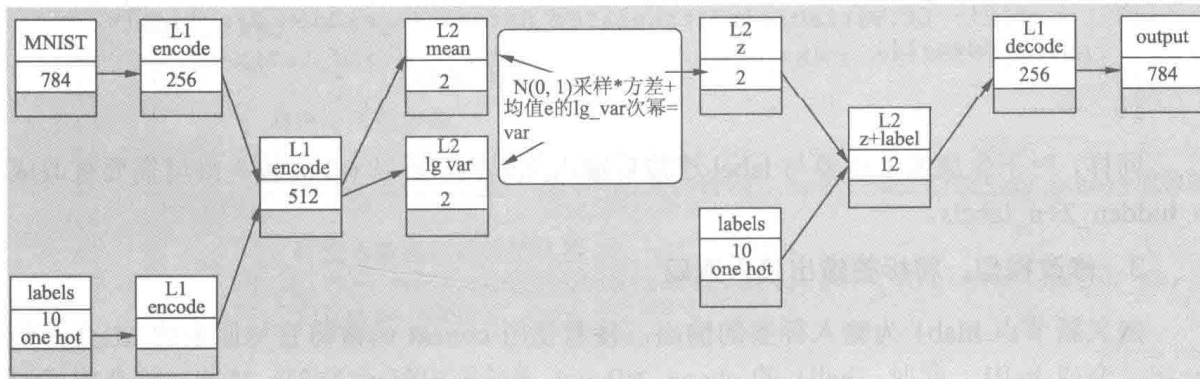 MNIST
784
L1
encode
256
L2
mean
2
N(0, 1)采样*方差+
均值e的lg_var次幂=
var
L2
z
2
L1
decode
256
output
784
L1
encode
512
L2
lg var
2
L2
z+label
12
labels
10
one hot
labels
10
one hot
L1
encode